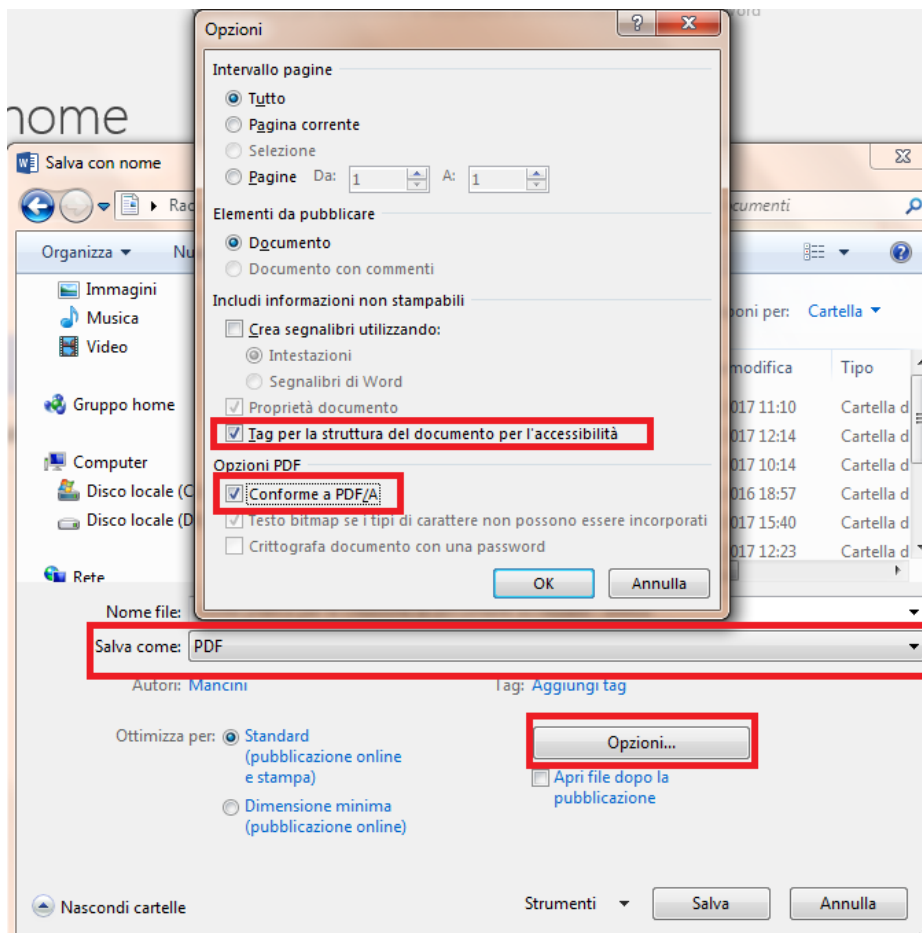 Opzioni
Intervallo pagine
Tutto
Pagina corrente
Selezione
Pagine Da: 1 A: 1
Elementi da pubblicare
Documento
Documento con commenti
Includi informazioni non stampabili
Crea segnalibri utilizzando:
Intestazioni
Segnalibri di Word
Proprietà documento
Tag per la struttura del documento per l'accessibilità
Opzioni PDF
Conforme a PDF/A
Testo bitmap se i tipi di carattere non possono essere incorporati
Crittografa documento con una password
OK Annulla
nome
Salva con nome
Rac
cumenti
Organizza Nu
Immagini
Musica
Video
Gruppo home
Computer
Disco locale (C
Disco locale (D
Rete
poni per: Cartella
modifica Tipo
017 11:10 Cartella d
017 12:14 Cartella d
017 10:14 Cartella d
016 18:57 Cartella d
017 15:40 Cartella d
017 12:23 Cartella d
Nome file:
Salva come: PDF
Autori: Mancini Tag: Aggiungi tag
Ottimizza per: Standard
(pubblicazione online
e stampa)
Dimensione minima
(pubblicazione online)
Opzioni...
Apri file dopo la
pubblicazione
Nascondi cartelle Strumenti Salva Annulla